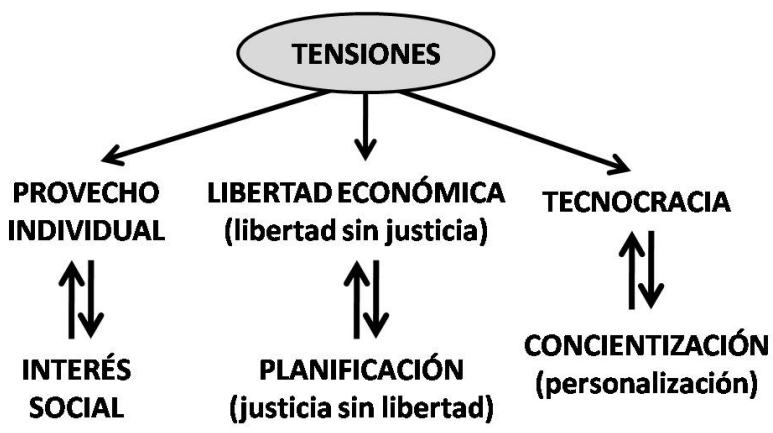 TENSIONES
PROVECHO
INDIVIDUAL
LIBERTAD ECONÓMICA
(libertad sin justicia)
TECNOCRACIA
INTERÉS
SOCIAL
PLANIFICACIÓN
(justicia sin libertad)
CONCIENTIZACIÓN
(personalización)